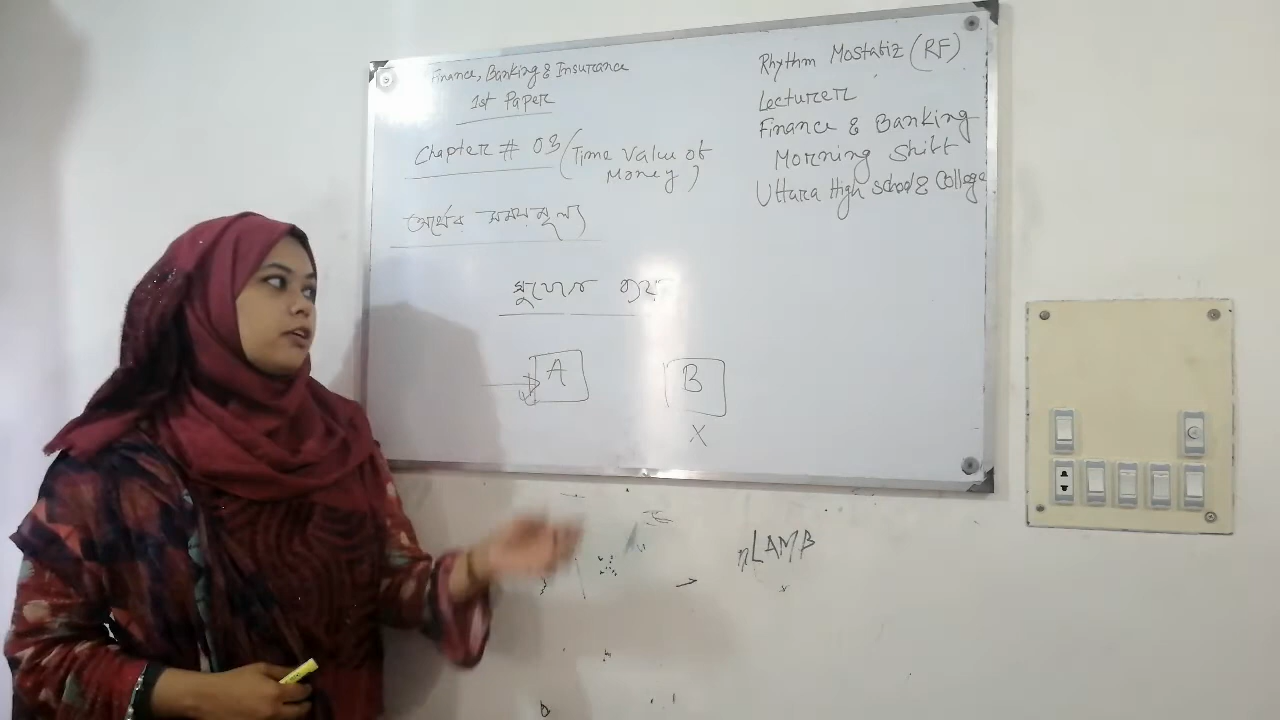 Finance, Banking & Insurance
1st Paper
Chapter # 03 (Time Value of
Money)
অর্থের সময়মূল্য
সুযোগ ব্যয়
A
B
X
Rhythm Mostafiz (RF)
Lecturer
Finance & Banking
Morning Shift
Uttara High School & College
LAMB